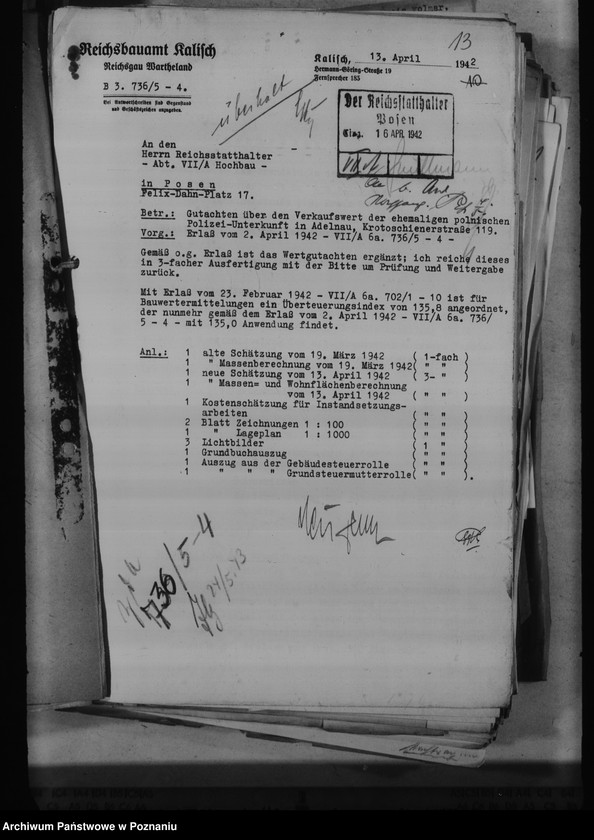 13
Reichsbauamt Kalisch
Reichsgau Wartheland
B 3. 736/5 - 4.
Bei Antwortschreiben sind Gegenstand
und Geschäftszeichen anzugeben.
Kalisch, 13. April 1942
Hermann-Göring-Straße 19
Fernsprecher 185
überholt
Der Reichsstatthalter
Posen
Eing. 16 APR. 1942
An den
Herrn Reichsstatthalter
- Abt. VII/A Hochbau -
in Posen
Felix-Dahn-Platz 17.
Betr.: Gutachten über den Verkaufswert der ehemaligen polnischen
Polizei-Unterkunft in Adelnau, Krotoschienerstraße 119.
Vorg.: Erlaß vom 2. April 1942 - VII/A 6a. 736/5 - 4 -
Gemäß o.g. Erlaß ist das Wertgutachten ergänzt; ich reiche dieses
in 3-facher Ausfertigung mit der Bitte um Prüfung und Weitergabe
zurück.
Mit Erlaß vom 23. Februar 1942 - VII/A 6a. 702/1 - 10 ist für
Bauwertermittelungen ein Überteuerungsindex von 135,8 angeordnet,
der nunmehr gemäß dem Erlaß vom 2. April 1942 - VII/A 6a. 736/
5 - 4 - mit 135,0 Anwendung findet.
Anl.: 1 alte Schätzung vom 19. März 1942 ( 1-fach )
1 " Massenberechnung vom 19. März 1942 ( " " )
1 neue Schätzung vom 13. April 1942 ( 3- " )
1 " Massen= und Wohnflächenberechnung
vom 13. April 1942 ( " " )
1 Kostenschätzung für Instandsetzungs-
arbeiten ( " " )
2 Blatt Zeichnungen 1 : 100 ( " " )
1 " Lageplan 1 : 1000 ( " " )
3 Lichtbilder ( 1 " )
1 Grundbuchauszug ( " " )
1 Auszug aus der Gebäudesteuerrolle ( " " )
1 " " " Grundsteuermutterrolle ( " " ).
736/5-4
24/5.43
Archiwum Państwowe w Poznaniu